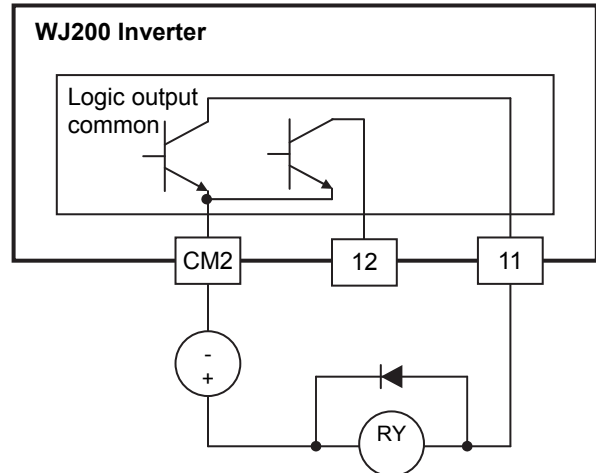 WJ200 Inverter
Logic output
common
CM2
12
11
-
+
RY